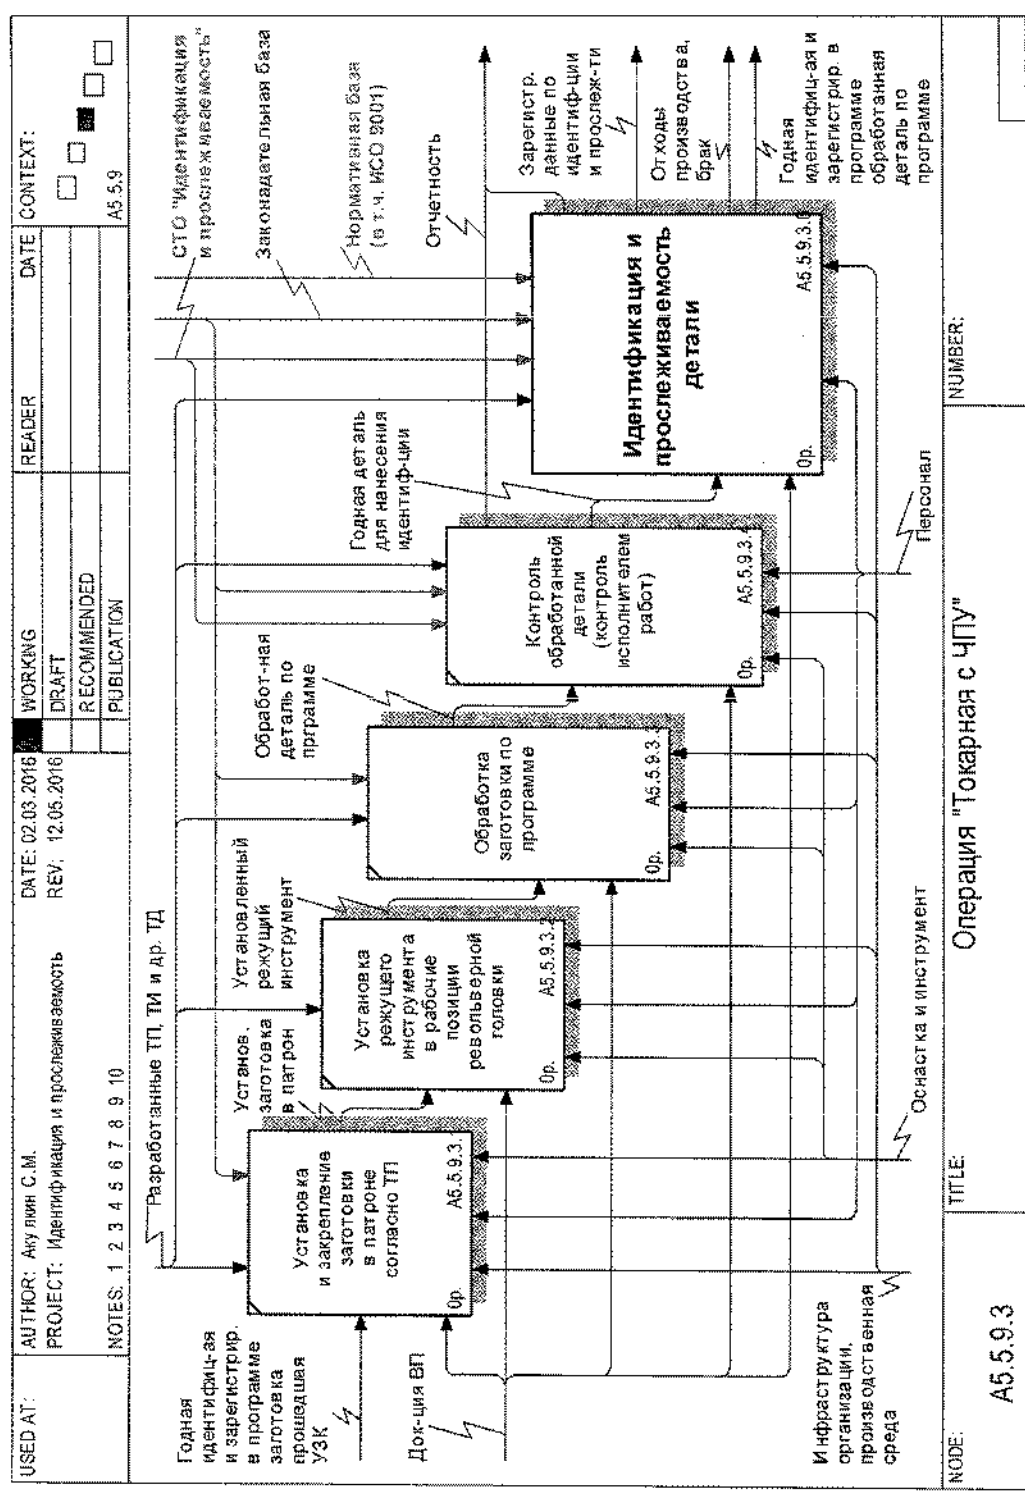 USED AT:
AUTHOR: Акулкин С.М.
DATE: 02.03.2016
PROJECT: Идентификация и прослеживаемость
REV: 12.05.2016
NOTES: 1 2 3 4 5 6 7 8 9 10
WORKING
DRAFT
RECOMMENDED
PUBLICATION
READER
DATE
CONTEXT:
A5.5.9
Разработанные ТП, ТИ и др. ТД
СТО "Идентификация
и прослеживаемость"
Законадательная база
Нормативная база
(в т.ч. ИСО 9001)
Годная
идентифиц-ая
и зарегистрир.
в программе
заготовка
прошедшая
УЗК
Док-ция ВП
Установка
и закрепление
заготовки
в патроне
согласно ТП
0р.
A5.5.9.3.
Установ.
заготовка
в патрон
Установка
режущего
инструмента
в рабочие
позиции
револьверной
головки
0р.
A5.5.9.3.2
Установленный
режущий
инструмент
Обработка
заготовки по
программе
0р.
A5.5.9.3.3
Обработ-ная
деталь по
прграмме
Контроль
обработанной
детали
(контроль
исполнителем
работ)
0р.
A5.5.9.3.4
Годная деталь
для нанесения
идентиф-ции
Идентификация и
прослеживаемость
детали
0р.
A5.5.9.3.5
Отчетность
Зарегистр.
данные по
идентиф-ции
и прослеж-ти
Отходы
производства,
брак
Годная
идентифиц-ая и
зарегистрир. в
программе
обработанная
деталь по
программе
Инфраструктура
организации,
производственная
среда
Оснастка и инструмент
Персонал
NODE:
A5.5.9.3
TITLE:
Операция "Токарная с ЧПУ"
NUMBER: